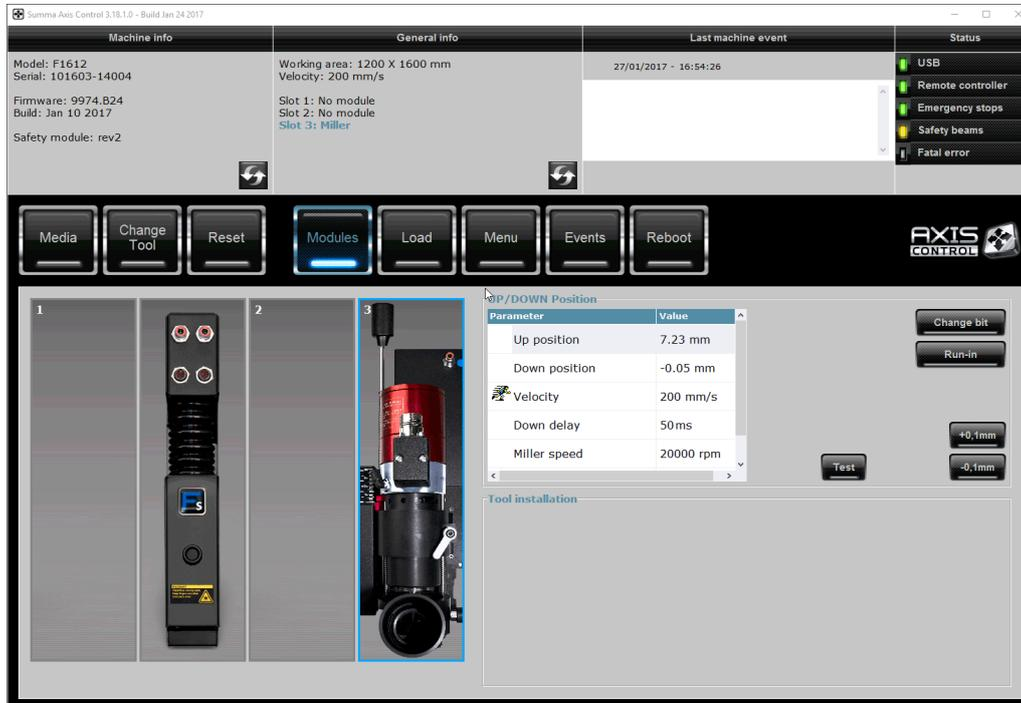 Summa Axis Control 3.18.1.0 - Build Jan 24 2017
Machine info
General info
Last machine event
Status
Model: F1612
Serial: 101603-14004
Firmware: 9974.B24
Build: Jan 10 2017
Safety module: rev2
Working area: 1200 X 1600 mm
Velocity: 200 mm/s
Slot 1: No module
Slot 2: No module
Slot 3: Miller
27/01/2017 - 16:54:26
USB
Remote controller
Emergency stops
Safety beams
Fatal error
Media
Change
Tool
Reset
Modules
Load
Menu
Events
Reboot
AXIS
CONTROL
1
2
3
Fs
UP/DOWN Position
Parameter Value
Up position 7.23 mm
Down position -0.05 mm
Velocity 200 mm/s
Down delay 50ms
Miller speed 20000 rpm
Change bit
Run-in
+0,1mm
Test
-0,1mm
Tool installation